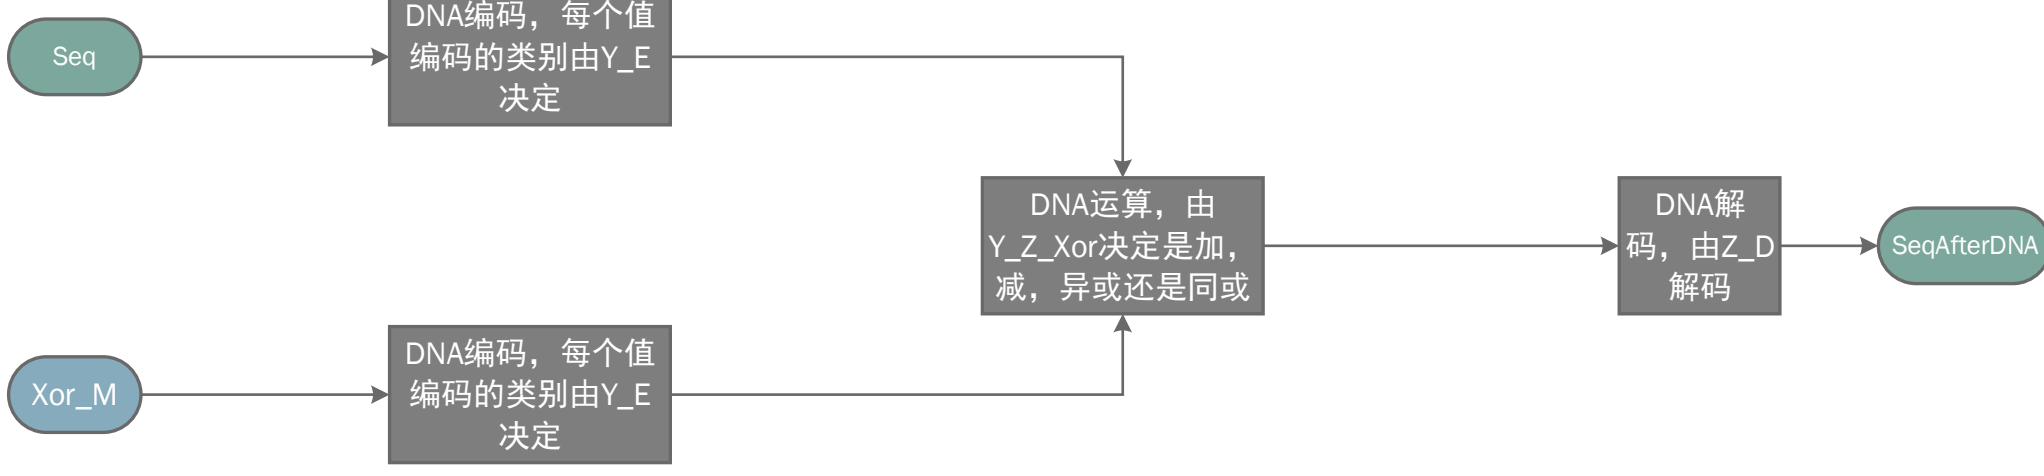 Seq
DNA编码，每个值
编码的类别由Y_E
决定
DNA运算，由
Y_Z_Xor决定是加，
减，异或还是同或
DNA解
码，由Z_D
解码
SeqAfterDNA
Xor_M
DNA编码，每个值
编码的类别由Y_E
决定